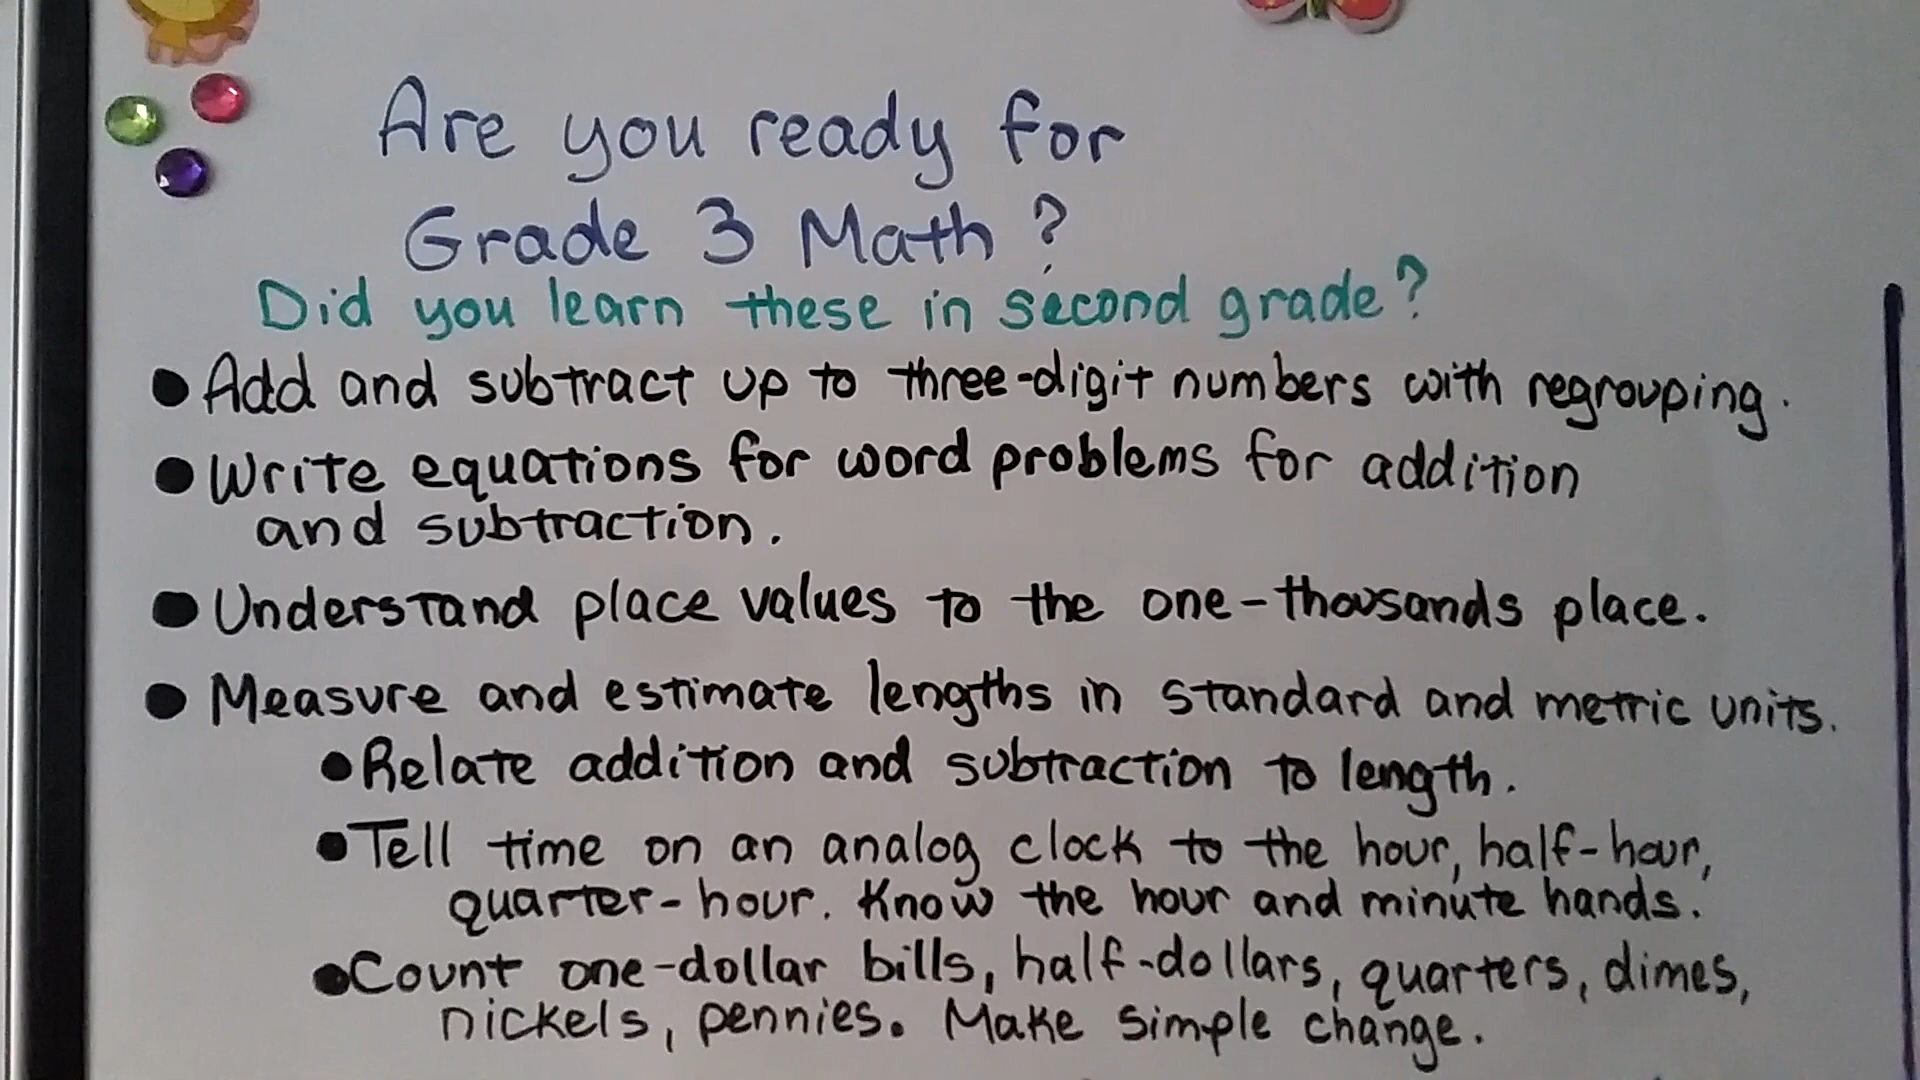 Are you ready for
Grade 3 Math?
Did you learn these in second grade?
● Add and subtract up to three-digit numbers with regrouping.
● Write equations for word problems for addition
and subtraction.
● Understand place values to the one-thousands place.
● Measure and estimate lengths in standard and metric units.
● Relate addition and subtraction to length.
● Tell time on an analog clock to the hour, half-hour,
quarter-hour. Know the hour and minute hands.
● Count one-dollar bills, half-dollars, quarters, dimes,
nickels, pennies. Make simple change.